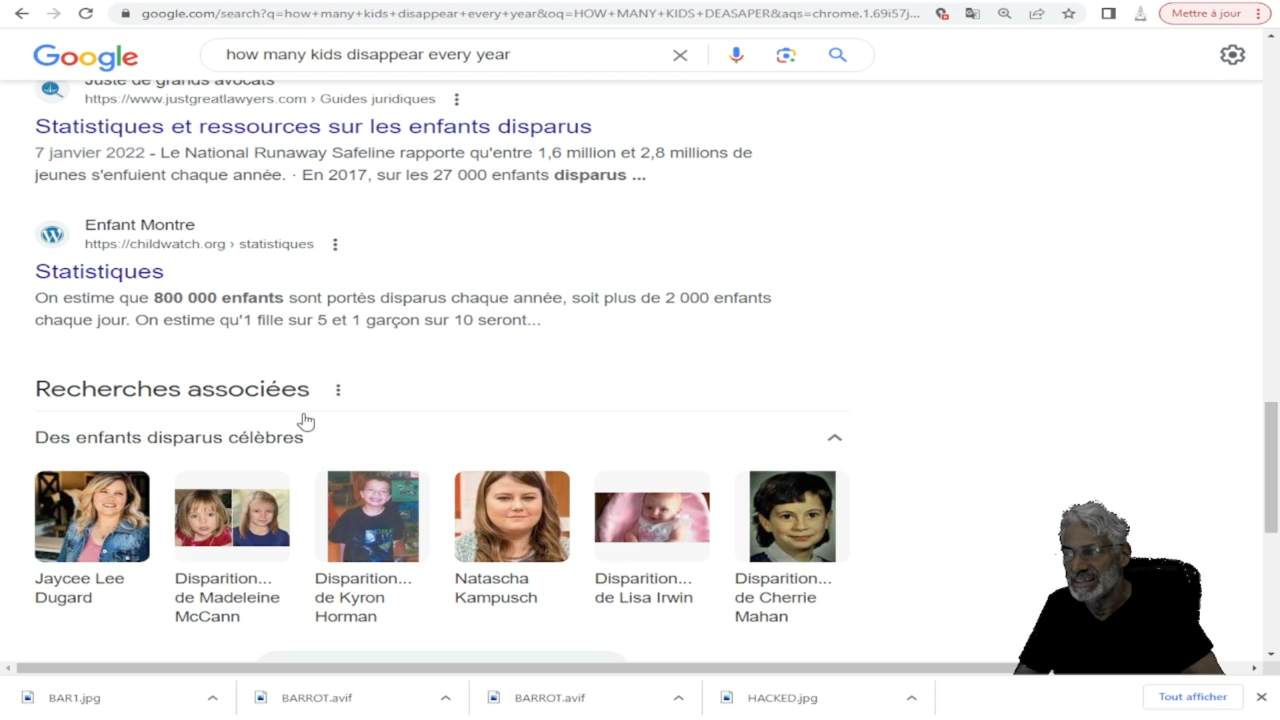 google.com/search?q=how+many+kids+disappear+every+year&oq=HOW+MANY+KIDS+DEASAPER&aqs=chrome.1.69i57j...
Mettre à jour
Google
how many kids disappear every year
Juste de grands avocats
https://www.justgreatlawyers.com › Guides juridiques
Statistiques et ressources sur les enfants disparus
7 janvier 2022 - Le National Runaway Safeline rapporte qu'entre 1,6 million et 2,8 millions de
jeunes s'enfuient chaque année. · En 2017, sur les 27 000 enfants disparus ...
Enfant Montre
https://childwatch.org › statistiques
Statistiques
On estime que 800 000 enfants sont portés disparus chaque année, soit plus de 2 000 enfants
chaque jour. On estime qu'1 fille sur 5 et 1 garçon sur 10 seront...
Recherches associées
Des enfants disparus célèbres
Jaycee Lee
Dugard
Disparition...
de Madeleine
McCann
Disparition...
de Kyron
Horman
Natascha
Kampusch
Disparition...
de Lisa Irwin
Disparition...
de Cherrie
Mahan
BAR1.jpg
BARROT.avif
BARROT.avif
HACKED.jpg
Tout afficher